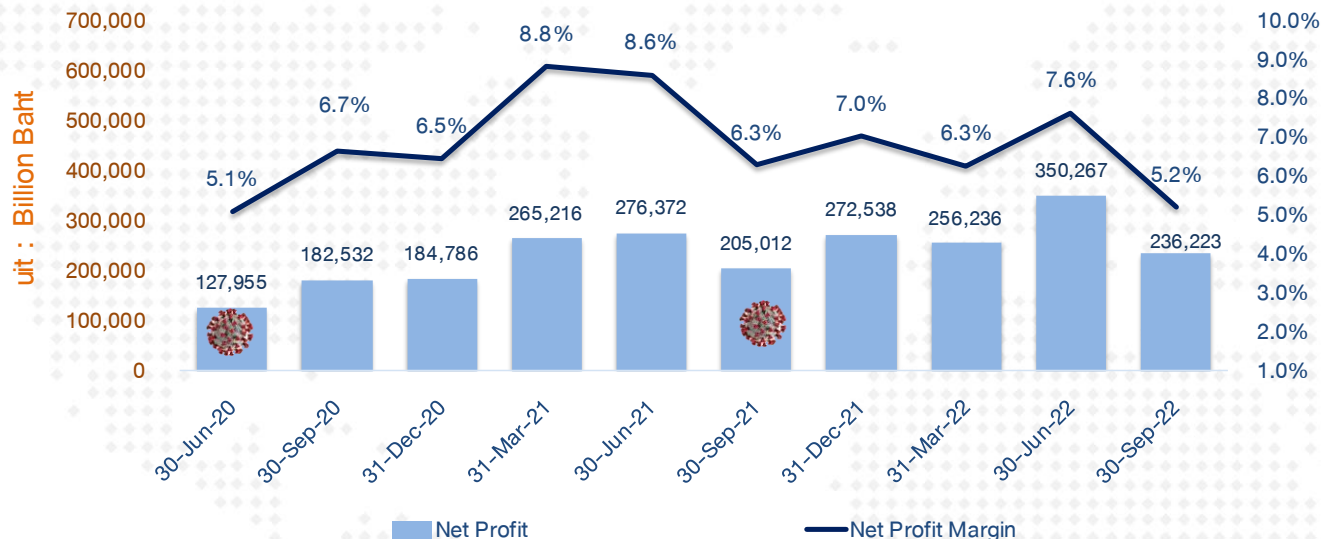 uit : Billion Baht
700,000
600,000
500,000
400,000
300,000
200,000
100,000
0
10.0%
9.0%
8.0%
7.0%
6.0%
5.0%
4.0%
3.0%
2.0%
1.0%
5.1%
6.7%
6.5%
8.8%
8.6%
6.3%
7.0%
6.3%
7.6%
5.2%
127,955
182,532
184,786
265,216
276,372
205,012
272,538
256,236
350,267
236,223
30-Jun-20
30-Sep-20
31-Dec-20
31-Mar-21
30-Jun-21
30-Sep-21
31-Dec-21
31-Mar-22
30-Jun-22
30-Sep-22
Net Profit
Net Profit Margin